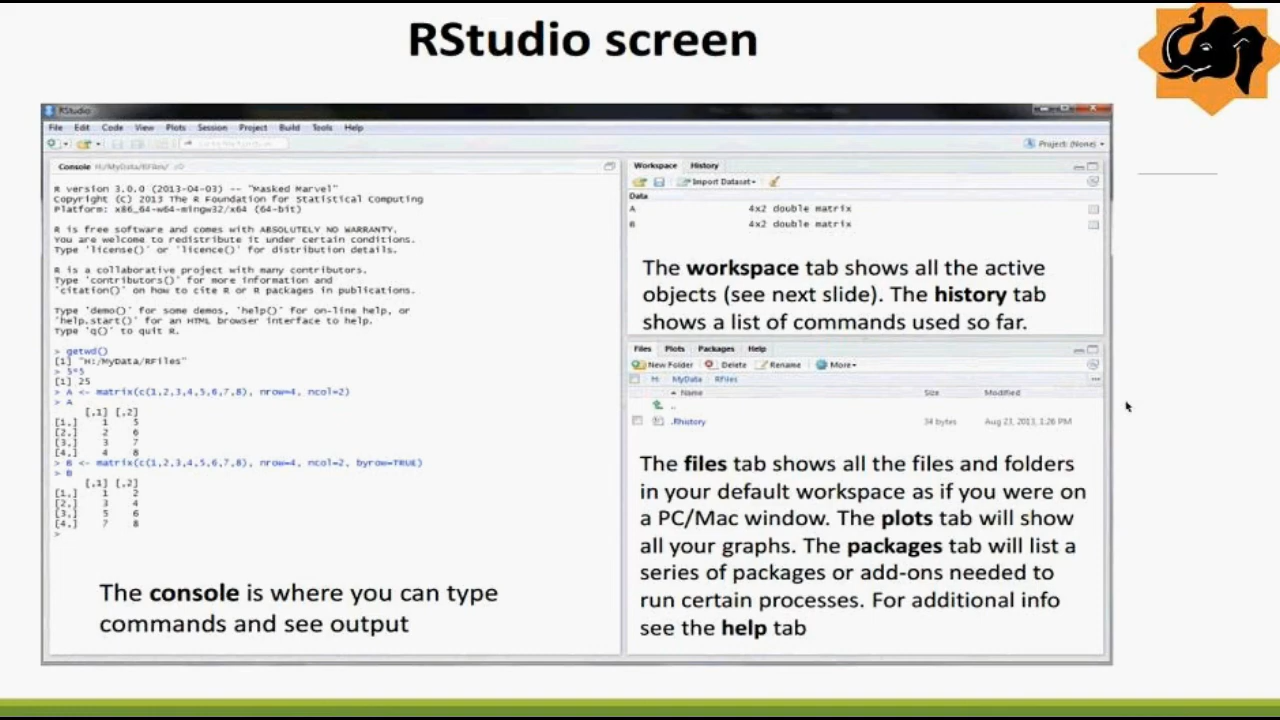 RStudio screen
RStudio
File Edit Code View Plots Session Project Build Tools Help
Project: (None)
Console H:/MyData/RFiles/
R version 3.0.0 (2013-04-03) -- "Masked Marvel"
Copyright (C) 2013 The R Foundation for Statistical Computing
Platform: x86_64-w64-mingw32/x64 (64-bit)
R is free software and comes with ABSOLUTELY NO WARRANTY.
You are welcome to redistribute it under certain conditions.
Type 'license()' or 'licence()' for distribution details.
R is a collaborative project with many contributors.
Type 'contributors()' for more information and
'citation()' on how to cite R or R packages in publications.
Type 'demo()' for some demos, 'help()' for on-line help, or
'help.start()' for an HTML browser interface to help.
Type 'q()' to quit R.
> getwd()
[1] "H:/MyData/RFiles"
> 5*5
[1] 25
> A <- matrix(c(1,2,3,4,5,6,7,8), nrow=4, ncol=2)
> A
[,1] [,2]
[1,] 1 5
[2,] 2 6
[3,] 3 7
[4,] 4 8
> B <- matrix(c(1,2,3,4,5,6,7,8), nrow=4, ncol=2, byrow=TRUE)
> B
[,1] [,2]
[1,] 1 2
[2,] 3 4
[3,] 5 6
[4,] 7 8
>
The console is where you can type
commands and see output
Workspace History
Import Dataset
Data
A 4x2 double matrix
B 4x2 double matrix
The workspace tab shows all the active
objects (see next slide). The history tab
shows a list of commands used so far.
Files Plots Packages Help
New Folder Delete Rename More
H: MyData RFiles
Name Size Modified
..
.Rhistory 34 bytes Aug 23, 2013, 1:26 PM
The files tab shows all the files and folders
in your default workspace as if you were on
a PC/Mac window. The plots tab will show
all your graphs. The packages tab will list a
series of packages or add-ons needed to
run certain processes. For additional info
see the help tab